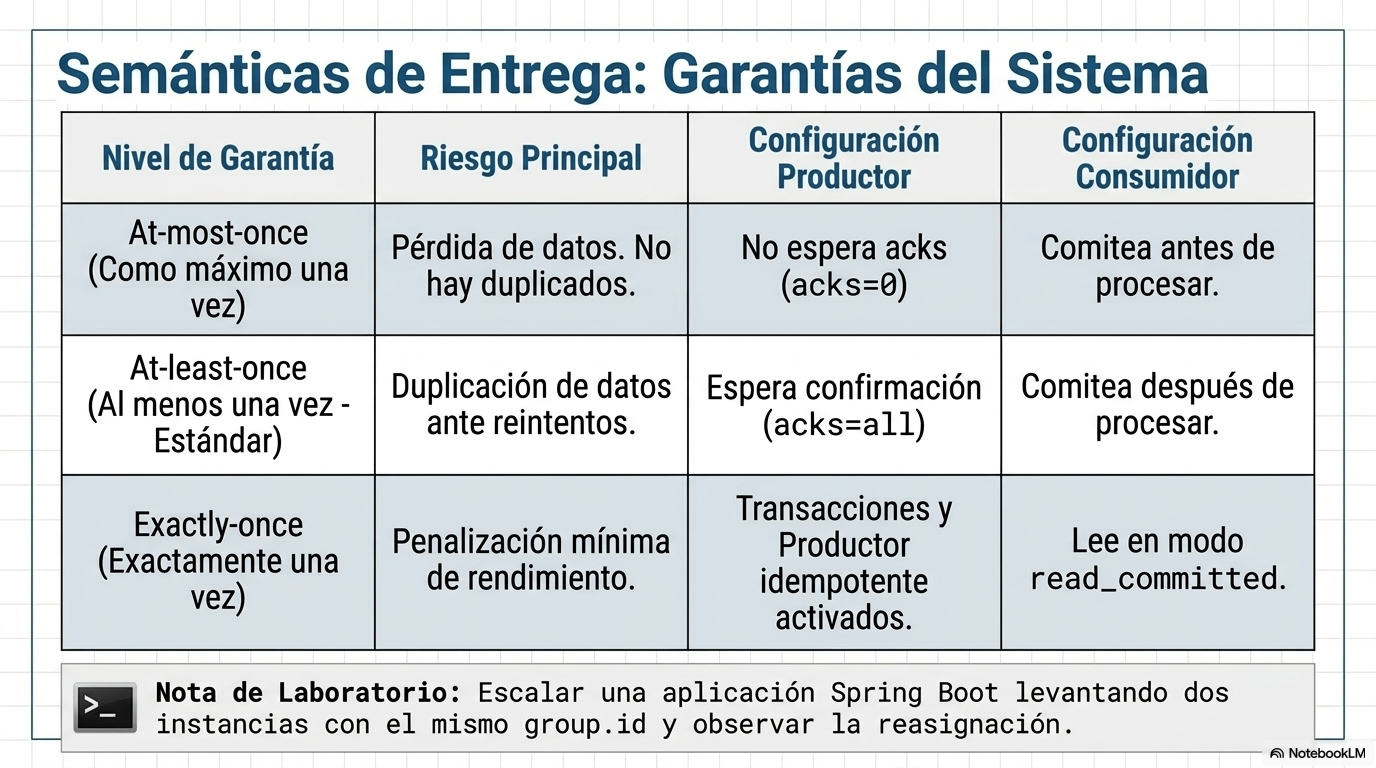 Semánticas de Entrega: Garantías del Sistema
Nivel de Garantía
Riesgo Principal
Configuración
Productor
Configuración
Consumidor
At-most-once
(Como máximo una
vez)
Pérdida de datos. No
hay duplicados.
No espera acks
(acks=0)
Comitea antes de
procesar.
At-least-once
(Al menos una vez -
Estándar)
Duplicación de datos
ante reintentos.
Espera confirmación
(acks=all)
Comitea después de
procesar.
Exactly-once
(Exactamente una
vez)
Penalización mínima
de rendimiento.
Transacciones y
Productor
idempotente
activados.
Lee en modo
read_committed.
>_
Nota de Laboratorio: Escalar una aplicación Spring Boot levantando dos
instancias con el mismo group.id y observar la reasignación.
NotebookLM